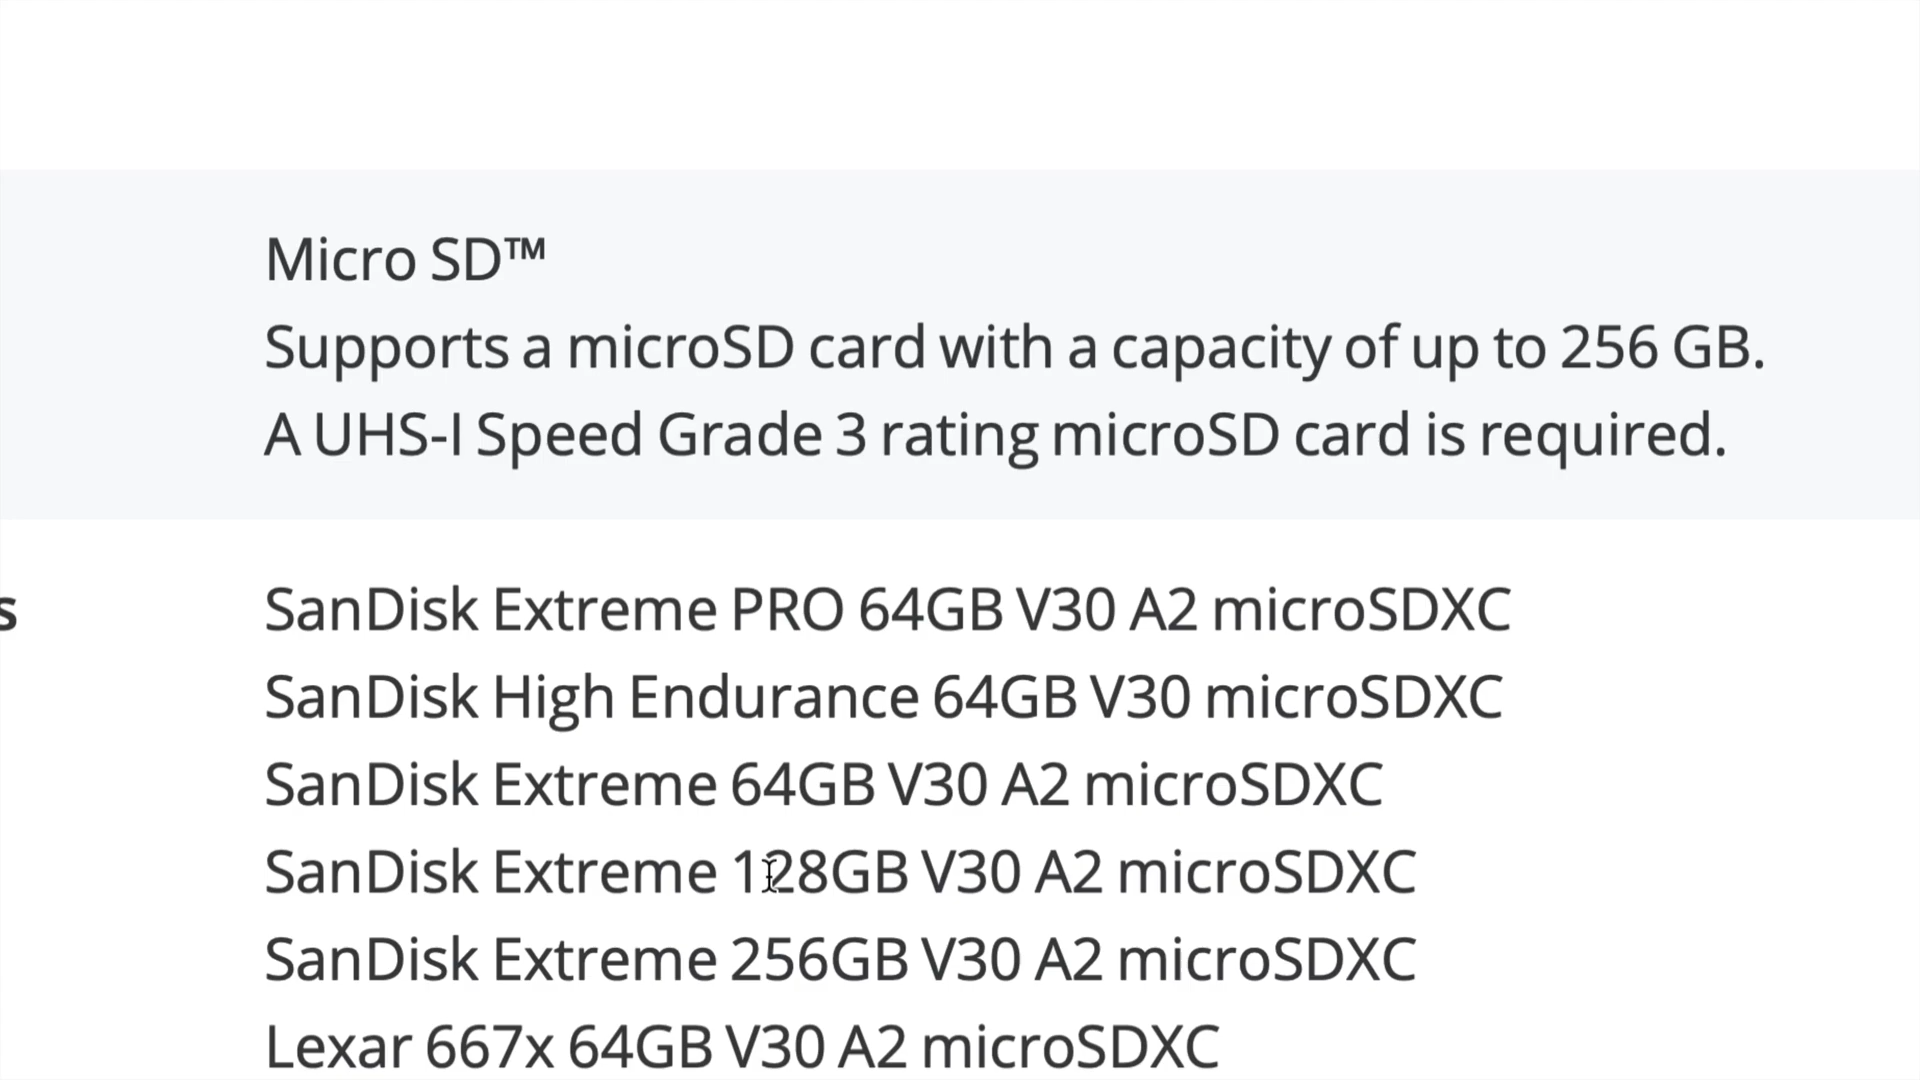 Micro SD™
Supports a microSD card with a capacity of up to 256 GB.
A UHS-I Speed Grade 3 rating microSD card is required.
s
SanDisk Extreme PRO 64GB V30 A2 microSDXC
SanDisk High Endurance 64GB V30 microSDXC
SanDisk Extreme 64GB V30 A2 microSDXC
SanDisk Extreme 128GB V30 A2 microSDXC
SanDisk Extreme 256GB V30 A2 microSDXC
Lexar 667x 64GB V30 A2 microSDXC